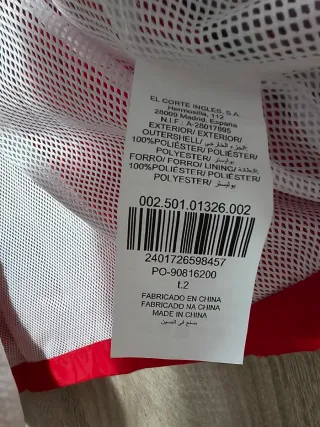 EL CORTE INGLÉS, S.A.
Hermosilla, 112
28009 Madrid, España
N.I.F.: A-28017895
EXTERIOR/ EXTERIOR/
OUTERSHELL/ الجزء الخارجي:
100%POLIÉSTER/ POLIÉSTER/
POLYESTER/ بوليستر
FORRO/ FORRO/ LINING/ البطانة:
100%POLIÉSTER/ POLIÉSTER/
POLYESTER/ بوليستر
002.501.01326.002
2401726598457
PO-90816200
t.2
FABRICADO EN CHINA
FABRICADO NA CHINA
MADE IN CHINA
صنع في الصين